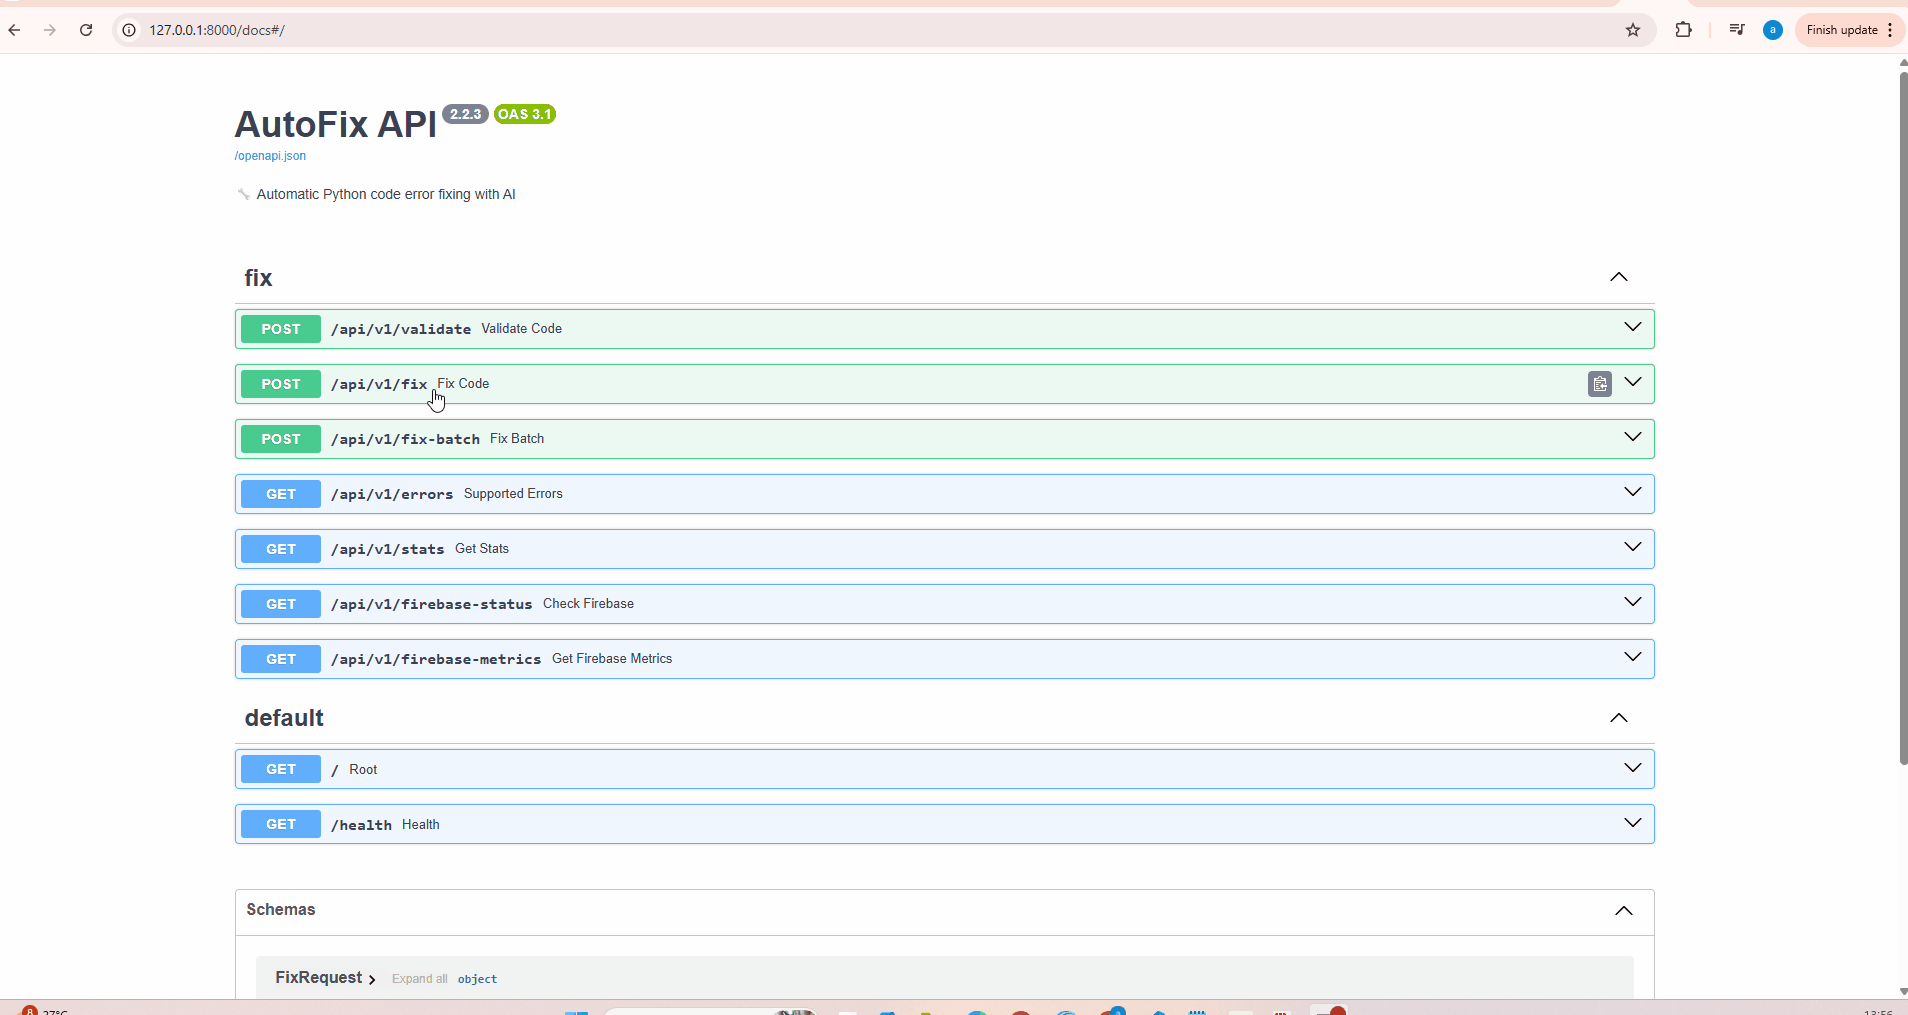 127.0.0.1:8000/docs#/
a
Finish update
AutoFix API 2.2.3 OAS 3.1
/openapi.json
Automatic Python code error fixing with AI
fix
POST /api/v1/validate Validate Code
POST /api/v1/fix Fix Code
POST /api/v1/fix-batch Fix Batch
GET /api/v1/errors Supported Errors
GET /api/v1/stats Get Stats
GET /api/v1/firebase-status Check Firebase
GET /api/v1/firebase-metrics Get Firebase Metrics
default
GET / Root
GET /health Health
Schemas
FixRequest Expand all object
8